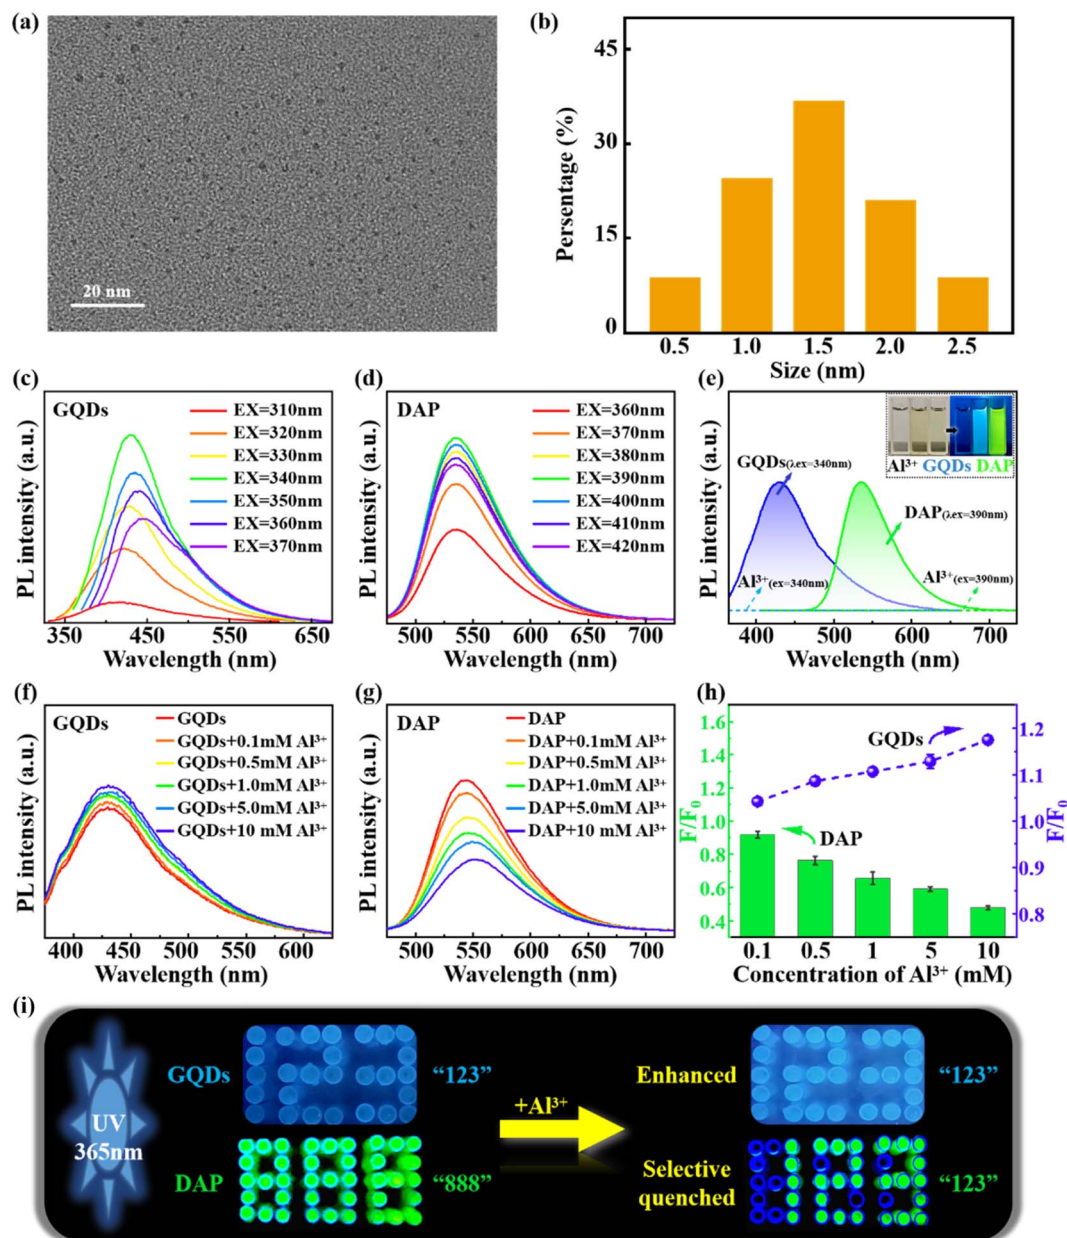 (a)
20 nm
(b)
45
30
15
0
Persentage (%)
0.5 1.0 1.5 2.0 2.5
Size (nm)
(c)
GQDs
EX=310nm
EX=320nm
EX=330nm
EX=340nm
EX=350nm
EX=360nm
EX=370nm
PL intensity (a.u.)
350 450 550 650
Wavelength (nm)
(d)
DAP
EX=360nm
EX=370nm
EX=380nm
EX=390nm
EX=400nm
EX=410nm
EX=420nm
PL intensity (a.u.)
500 550 600 650 700
Wavelength (nm)
(e)
Al³⁺ GQDs DAP
GQDs(λex=340nm)
DAP(λex=390nm)
Al³⁺(ex=340nm)
Al³⁺(ex=390nm)
PL intensity (a.u.)
400 500 600 700
Wavelength (nm)
(f)
GQDs
GQDs
GQDs+0.1mM Al³⁺
GQDs+0.5mM Al³⁺
GQDs+1.0mM Al³⁺
GQDs+5.0mM Al³⁺
GQDs+10 mM Al³⁺
PL intensity (a.u.)
400 450 500 550 600
Wavelength (nm)
(g)
DAP
DAP
DAP+0.1mM Al³⁺
DAP+0.5mM Al³⁺
DAP+1.0mM Al³⁺
DAP+5.0mM Al³⁺
DAP+10 mM Al³⁺
PL intensity (a.u.)
500 550 600 650 700
Wavelength (nm)
(h)
1.6
1.4
1.2
1.0
0.8
0.6
0.4
F/F₀
GQDs
DAP
1.2
1.1
1.0
0.9
0.8
F/F₀
0.1 0.5 1 5 10
Concentration of Al³⁺ (mM)
(i)
UV
365nm
GQDs
“123”
DAP
“888”
+Al³⁺
Enhanced
“123”
Selective
quenched
“123”